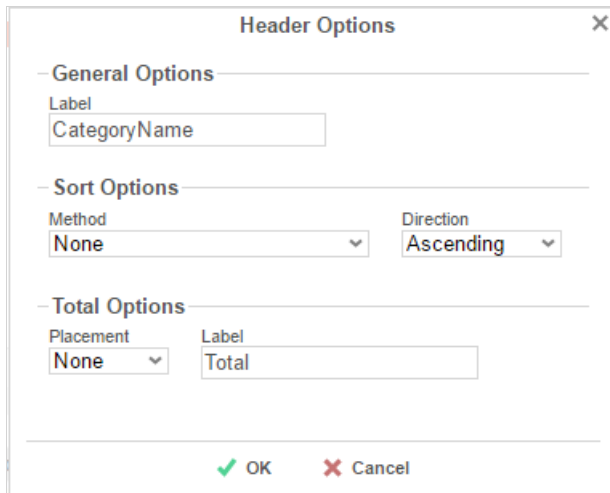 Header Options
General Options
Label
CategoryName
Sort Options
Method Direction
None Ascending
Total Options
Placement Label
None Total
OK Cancel